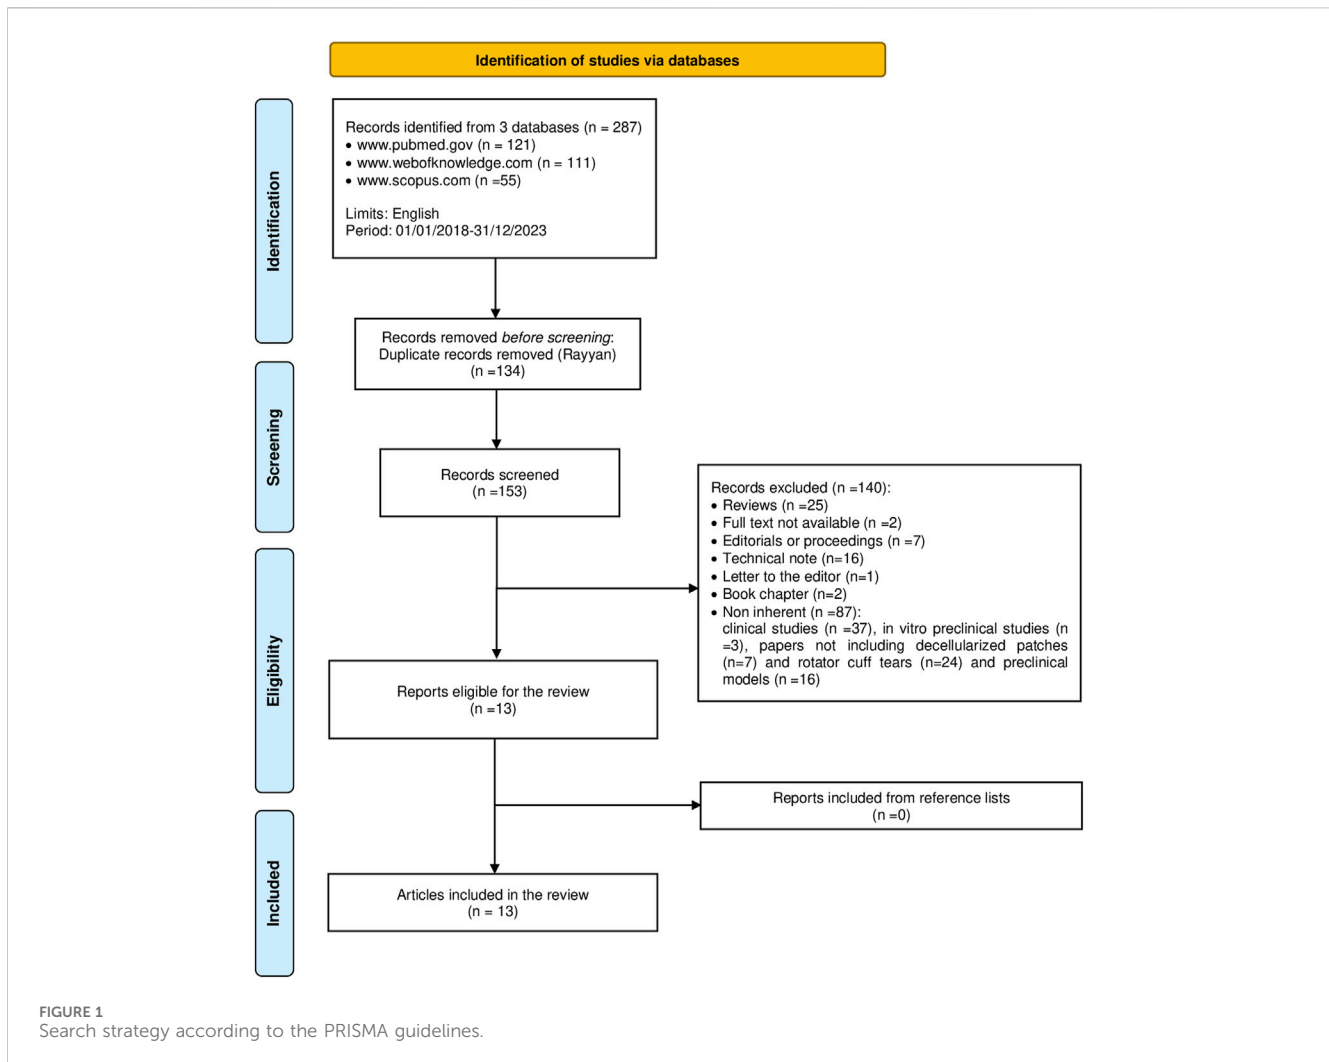 Identification of studies via databases
Identification
Records identified from 3 databases (n = 287)
• www.pubmed.gov (n = 121)
• www.webofknowledge.com (n = 111)
• www.scopus.com (n =55)
Limits: English
Period: 01/01/2018-31/12/2023
Records removed before screening:
Duplicate records removed (Rayyan)
(n =134)
Screening
Records screened
(n =153)
Records excluded (n =140):
• Reviews (n =25)
• Full text not available (n =2)
• Editorials or proceedings (n =7)
• Technical note (n=16)
• Letter to the editor (n=1)
• Book chapter (n=2)
• Non inherent (n =87):
clinical studies (n =37), in vitro preclinical studies (n
=3), papers not including decellularized patches
(n=7) and rotator cuff tears (n=24) and preclinical
models (n =16)
Eligibility
Reports eligible for the review
(n =13)
Reports included from reference lists
(n =0)
Included
Articles included in the review
(n = 13)
FIGURE 1
Search strategy according to the PRISMA guidelines.